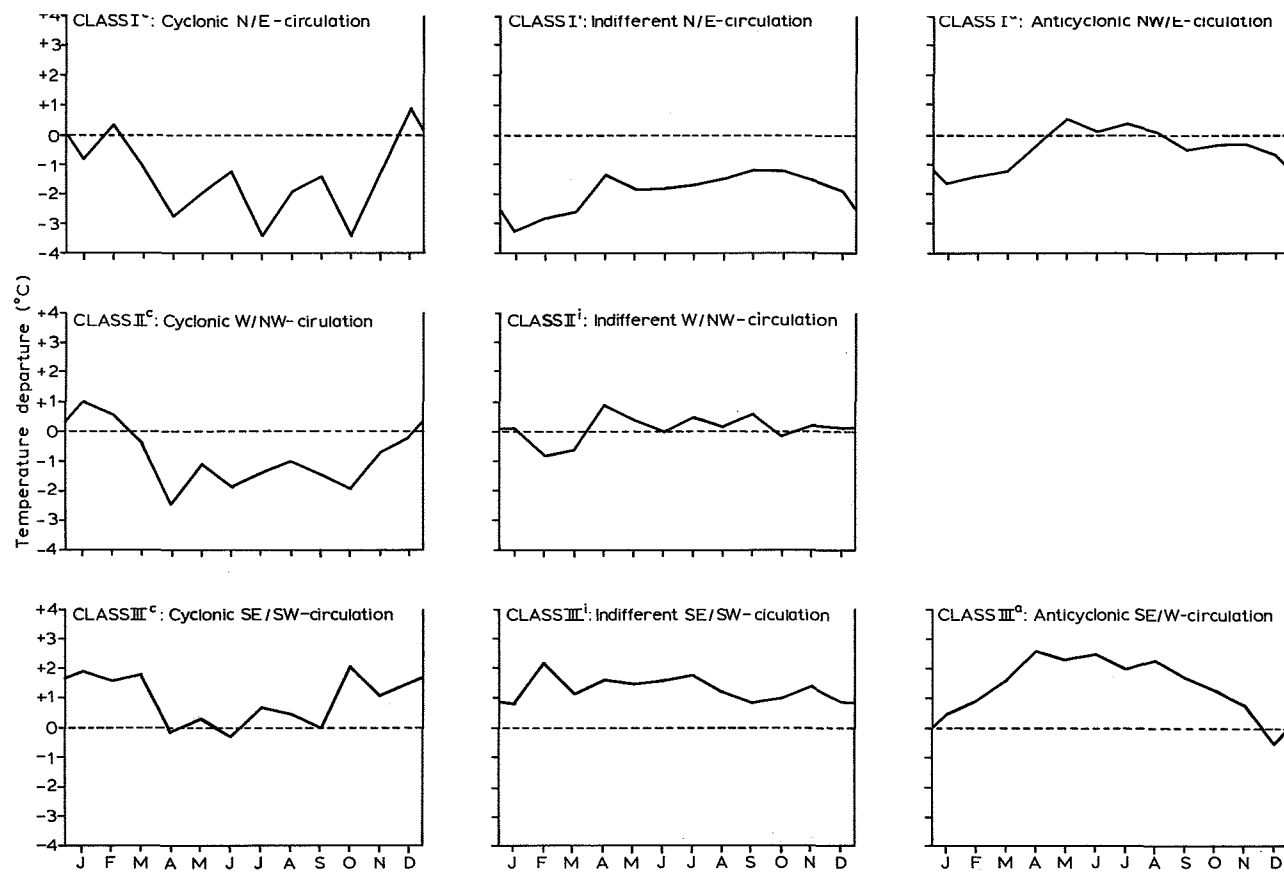 CLASS I c: Cyclonic N/E-circulation
CLASS I i: Indifferent N/E-circulation
CLASS I a: Anticyclonic NW/E-ciculation
+4
+3
+2
+1
0
-1
-2
-3
-4
Temperature departure (°C)
CLASS II c: Cyclonic W/NW-cirulation
CLASS II i: Indifferent W/NW-circulation
+4
+3
+2
+1
0
-1
-2
-3
-4
CLASS III c: Cyclonic SE/SW-circulation
CLASS III i: Indifferent SE/SW-ciculation
CLASS III a: Anticyclonic SE/W-circulation
+4
+3
+2
+1
0
-1
-2
-3
-4
J F M A M J J A S O N D
J F M A M J J A S O N D
J F M A M J J A S O N D